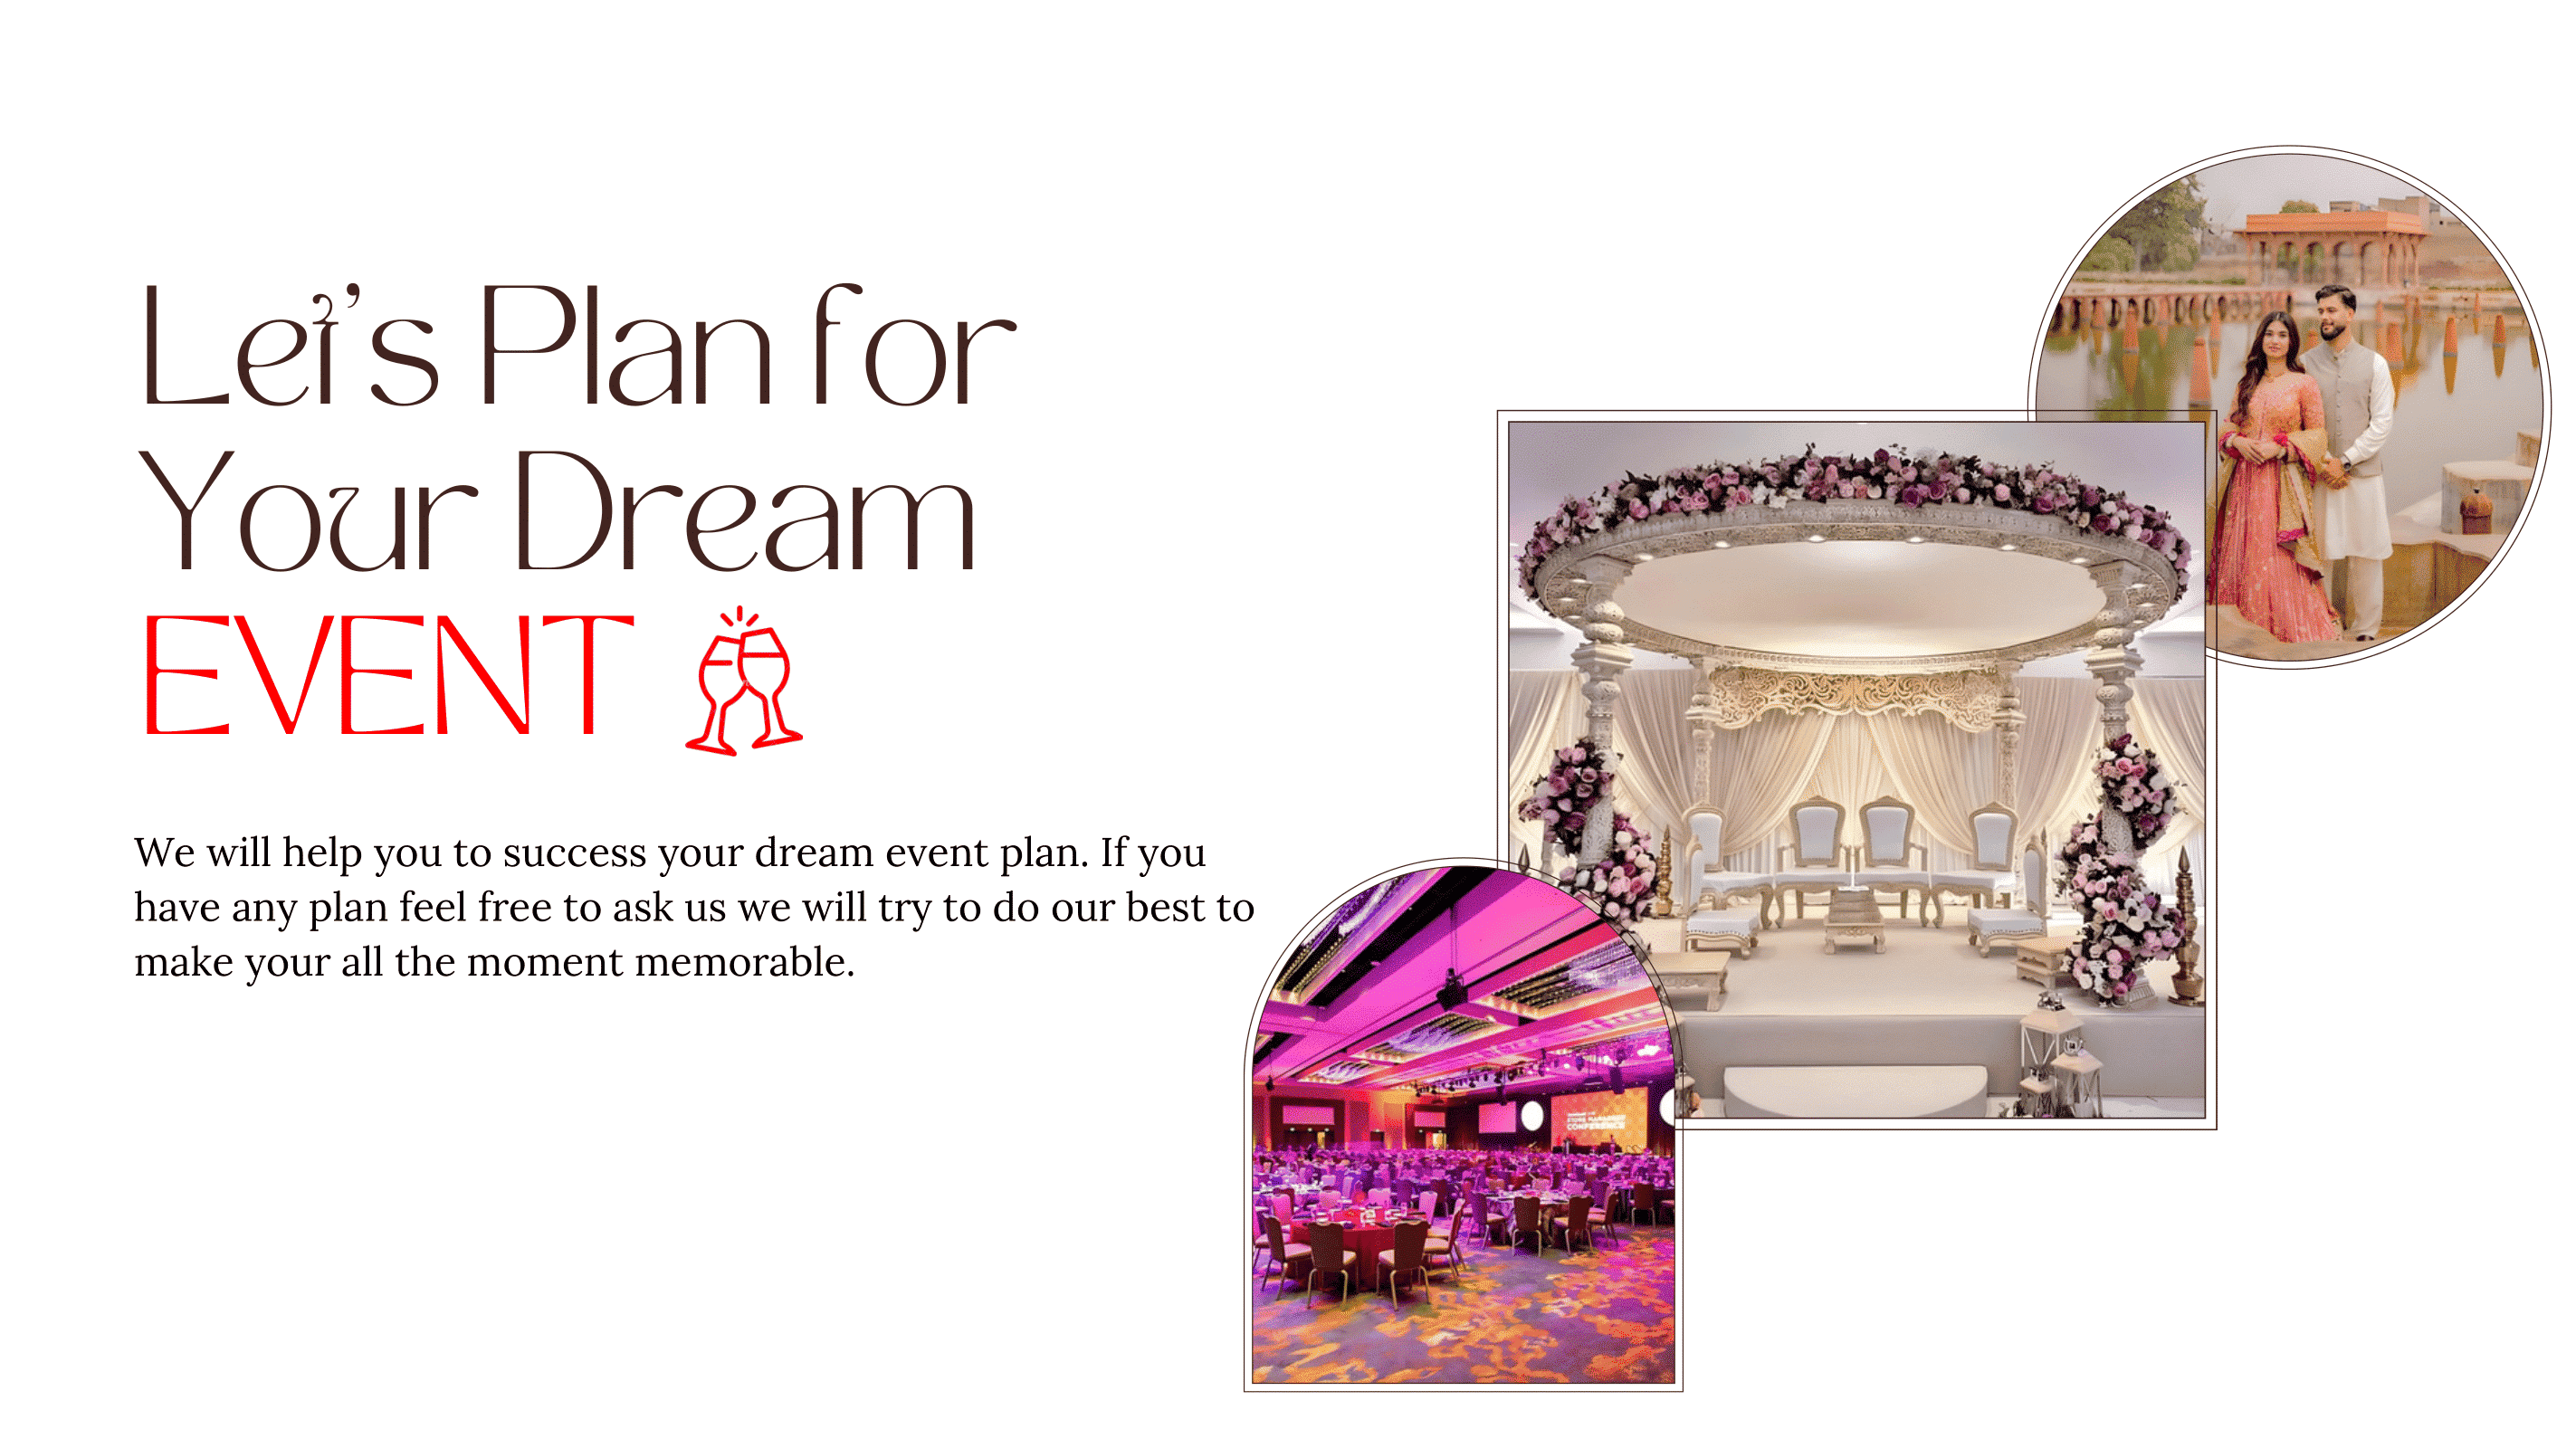 Let's Plan for
Your Dream
EVENT
We will help you to success your dream event plan. If you
have any plan feel free to ask us we will try to do our best to
make your all the moment memorable.
CONFERENCE